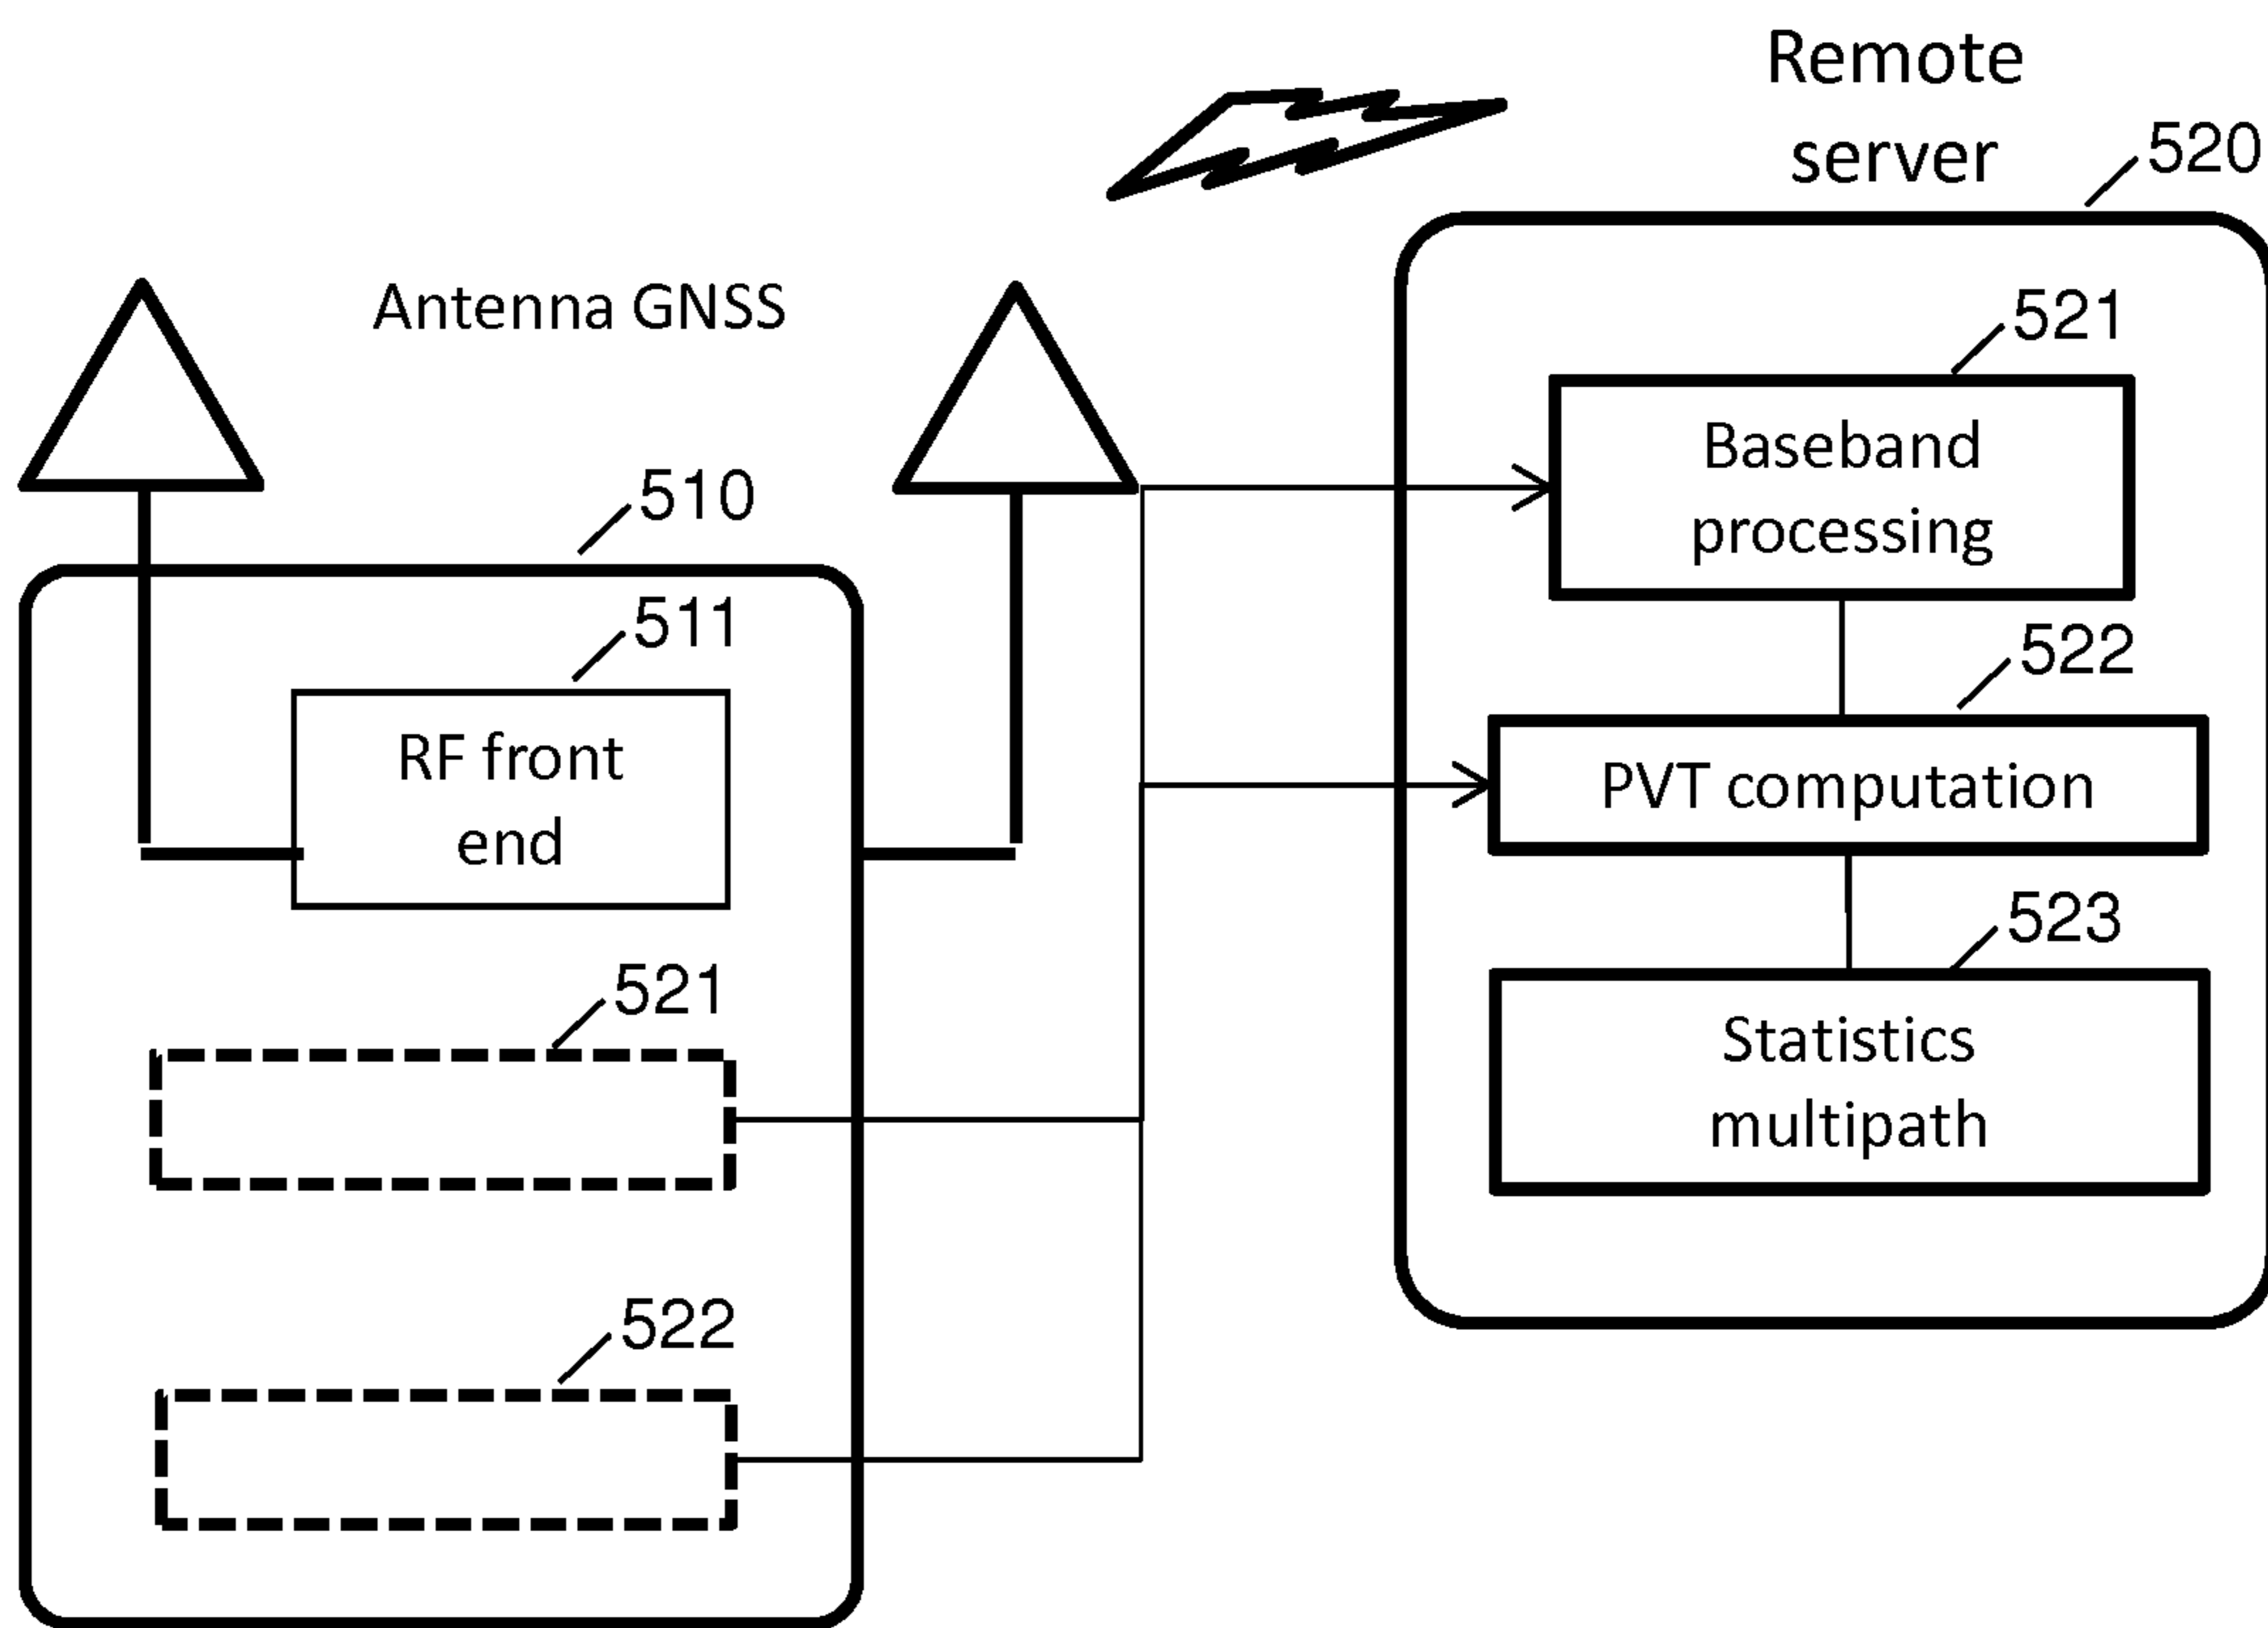 Remote
server
520
Antenna GNSS
521
Baseband
processing
510
511
RF front
end
522
PVT computation
523
Statistics
multipath
521
522